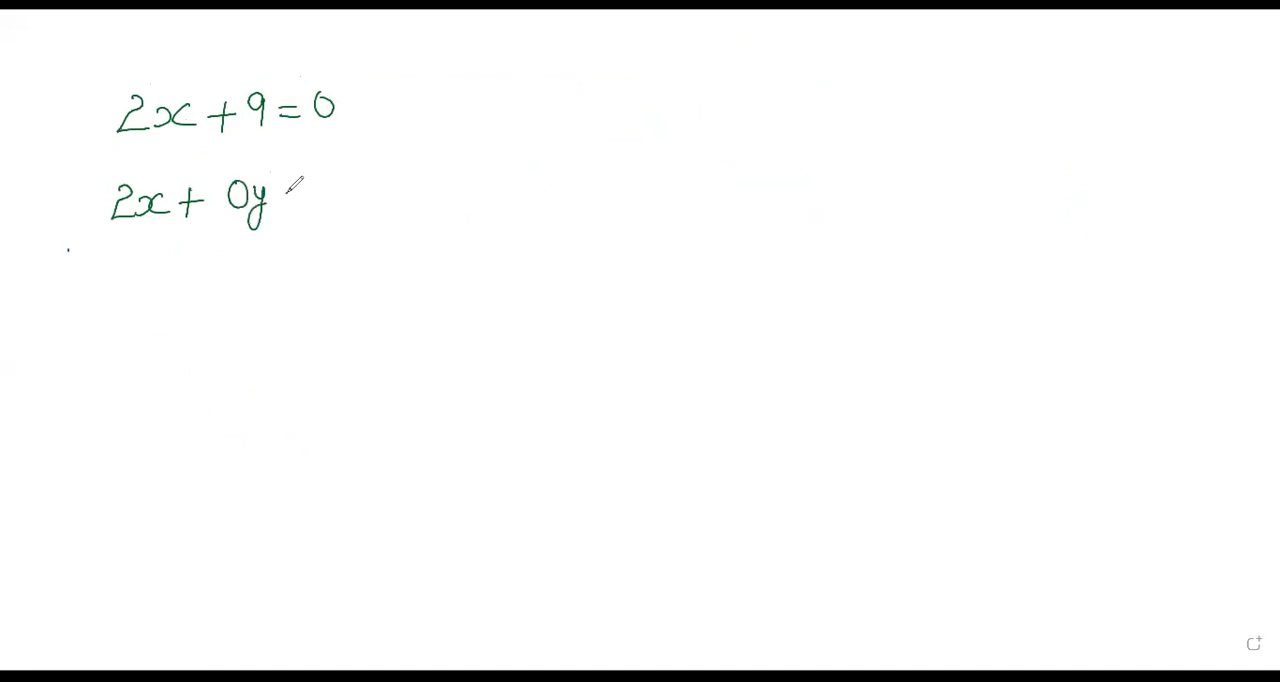 2x + 9 = 0
2x + 0y